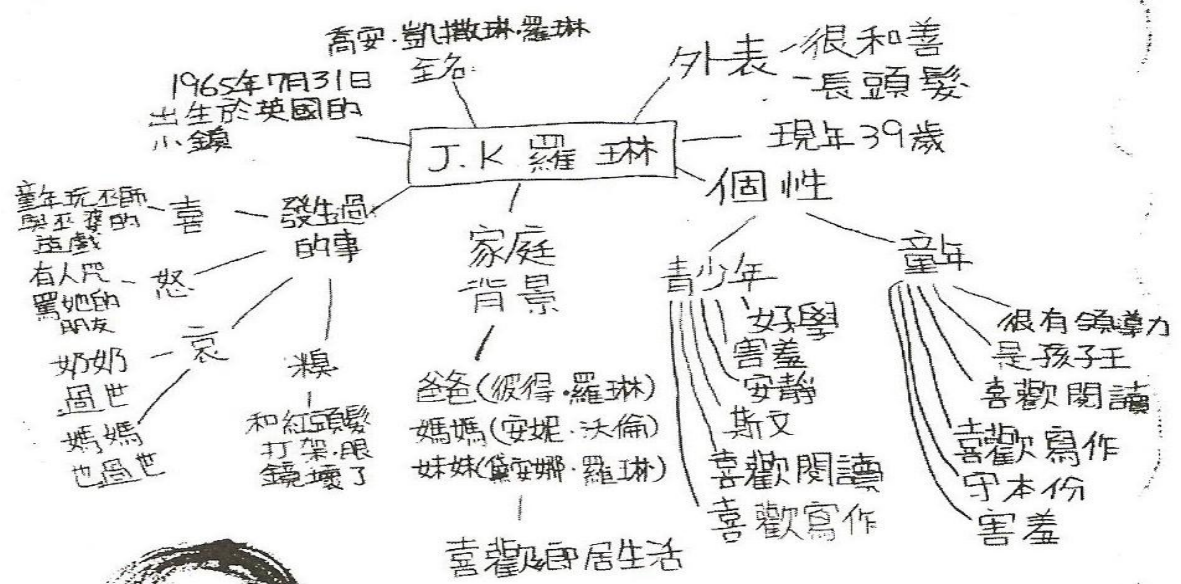 喬安·凱撒琳·羅琳
全名
1965年7月31日
出生於英國的
小鎮
外表
很和善
長頭髮
現年39歲
J.K 羅琳
個性
發生過
的事
喜
童年玩巫師
與巫婆的
遊戲
怒
有人咒
罵她的
朋友
哀
奶奶
過世
媽媽
也過世
糗
和紅頭髮
打架·眼
鏡壞了
家庭
背景
爸爸(彼得·羅琳)
媽媽(安妮·沃倫)
妹妹(黛安娜·羅琳)
喜歡鄉居生活
青少年
好學
害羞
安靜
斯文
喜歡閱讀
喜歡寫作
童年
很有領導力
是孩子王
喜歡閱讀
喜歡寫作
守本份
害羞